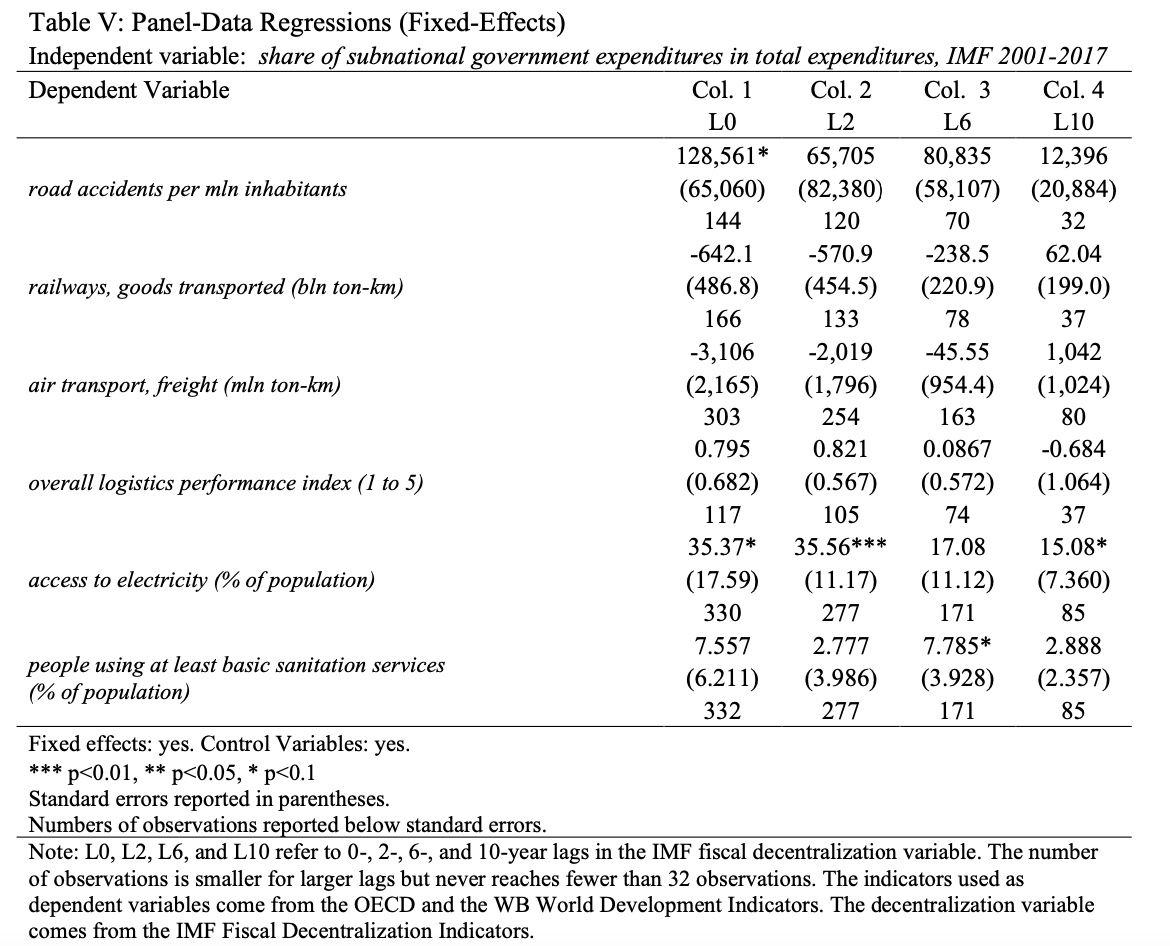 Table V: Panel-Data Regressions (Fixed-Effects)
Independent variable: share of subnational government expenditures in total expenditures, IMF 2001-2017
Dependent Variable Col. 1 Col. 2 Col. 3 Col. 4
L0 L2 L6 L10
128,561* 65,705 80,835 12,396
road accidents per mln inhabitants (65,060) (82,380) (58,107) (20,884)
144 120 70 32
-642.1 -570.9 -238.5 62.04
railways, goods transported (bln ton-km) (486.8) (454.5) (220.9) (199.0)
166 133 78 37
-3,106 -2,019 -45.55 1,042
air transport, freight (mln ton-km) (2,165) (1,796) (954.4) (1,024)
303 254 163 80
0.795 0.821 0.0867 -0.684
overall logistics performance index (1 to 5) (0.682) (0.567) (0.572) (1.064)
117 105 74 37
35.37* 35.56*** 17.08 15.08*
access to electricity (% of population) (17.59) (11.17) (11.12) (7.360)
330 277 171 85
7.557 2.777 7.785* 2.888
people using at least basic sanitation services
(% of population) (6.211) (3.986) (3.928) (2.357)
332 277 171 85
Fixed effects: yes. Control Variables: yes.
*** p<0.01, ** p<0.05, * p<0.1
Standard errors reported in parentheses.
Numbers of observations reported below standard errors.
Note: L0, L2, L6, and L10 refer to 0-, 2-, 6-, and 10-year lags in the IMF fiscal decentralization variable. The number
of observations is smaller for larger lags but never reaches fewer than 32 observations. The indicators used as
dependent variables come from the OECD and the WB World Development Indicators. The decentralization variable
comes from the IMF Fiscal Decentralization Indicators.